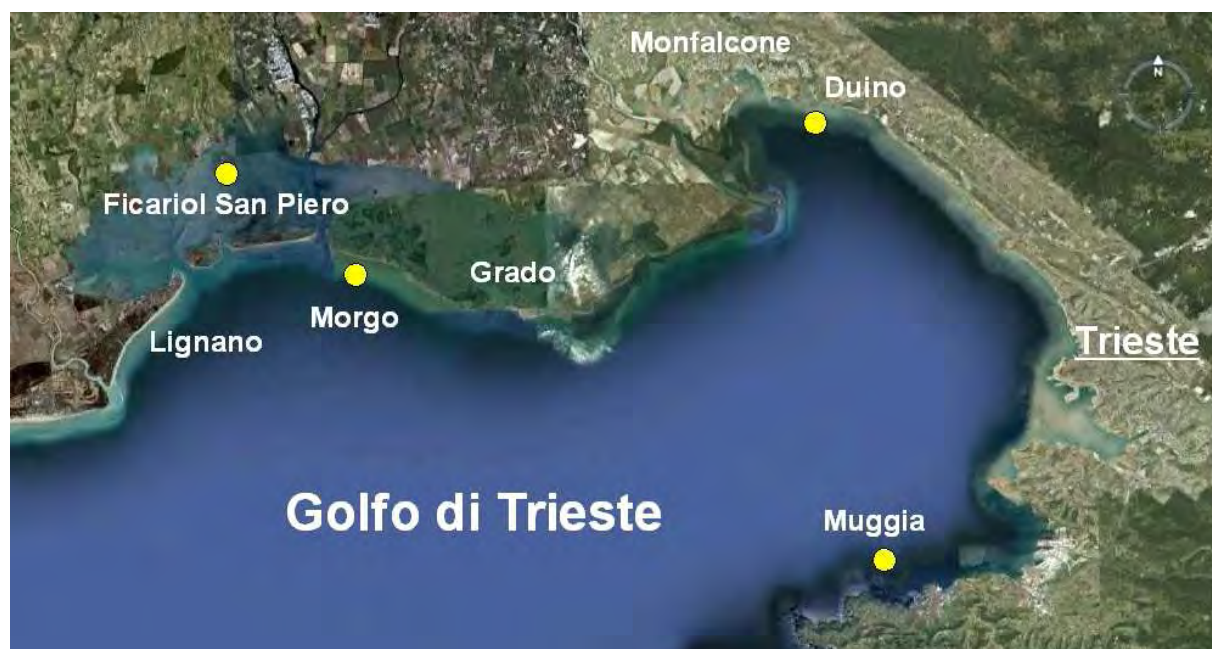 Monfalcone
N
Duino
Ficariol San Piero
Grado
Morgo
Lignano
Trieste
Golfo di Trieste
Muggia